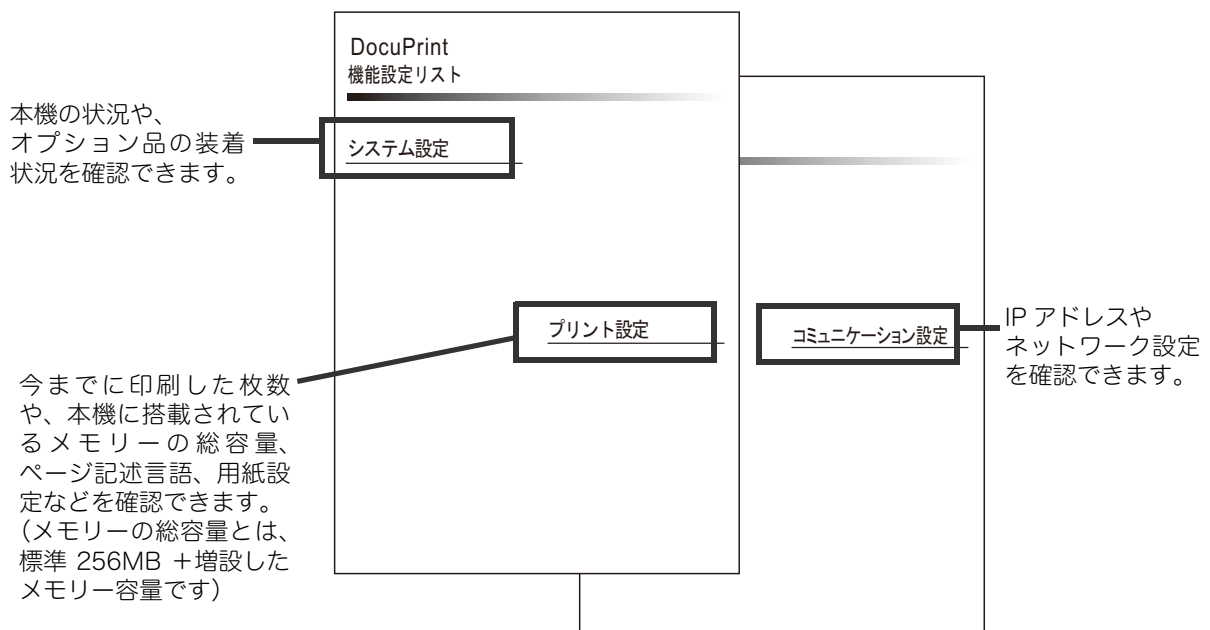 DocuPrint
機能設定リスト
本機の状況や、
オプション品の装着
状況を確認できます。
システム設定
プリント設定
コミュニケーション設定
IP アドレスや
ネットワーク設定
を確認できます。
今までに印刷した枚数
や、本機に搭載されてい
るメモリーの総容量、
ページ記述言語、用紙設
定などを確認できます。
（メモリーの総容量とは、
標準 256MB ＋増設した
メモリー容量です）